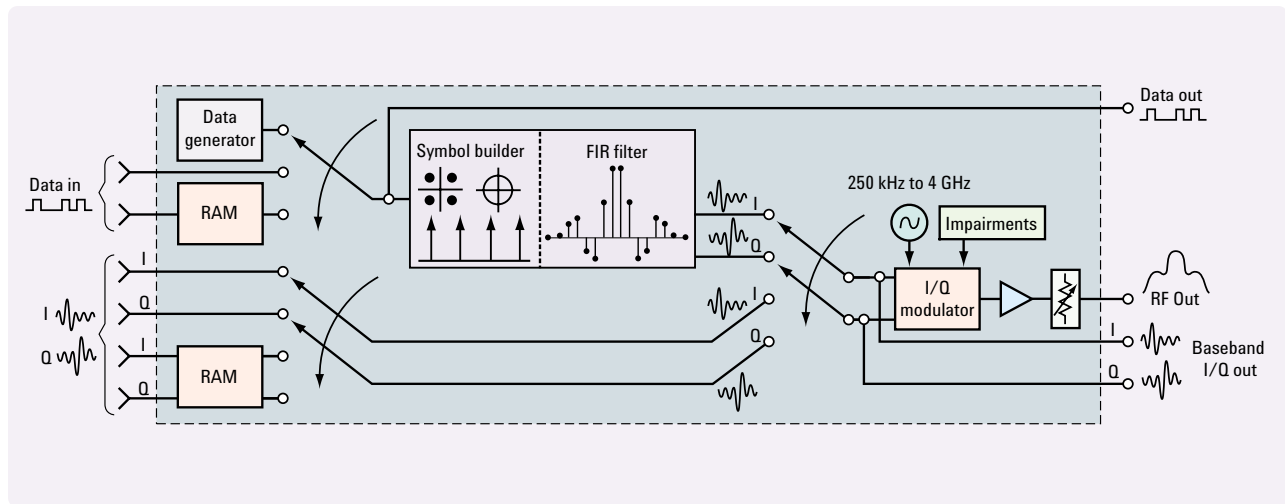 Data
generator
Data in
RAM
Symbol builder
FIR filter
Data out
I
Q
250 kHz to 4 GHz
Impairments
I/Q
modulator
RF Out
I
Q
I
Q
I
Q
RAM
I
Q
I
Q
Baseband
I/Q out